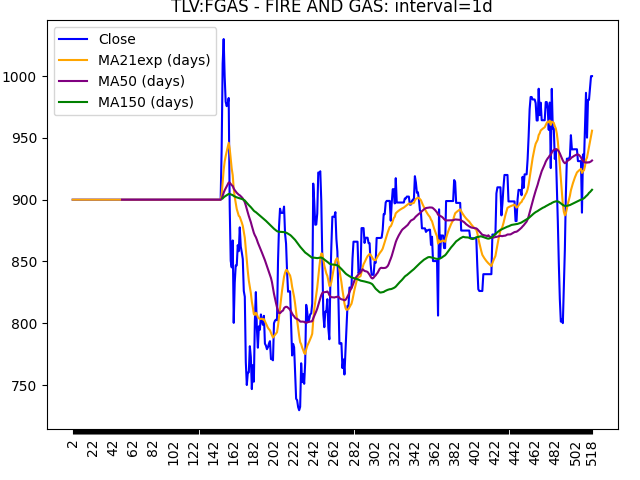 TLV:FGAS - FIRE AND GAS: interval=1d
Close
MA21exp (days)
MA50 (days)
MA150 (days)
1000
950
900
850
800
750
2 22 42 62 82 102 122 142 162 182 202 222 242 262 282 302 322 342 362 382 402 422 442 462 482 502 518